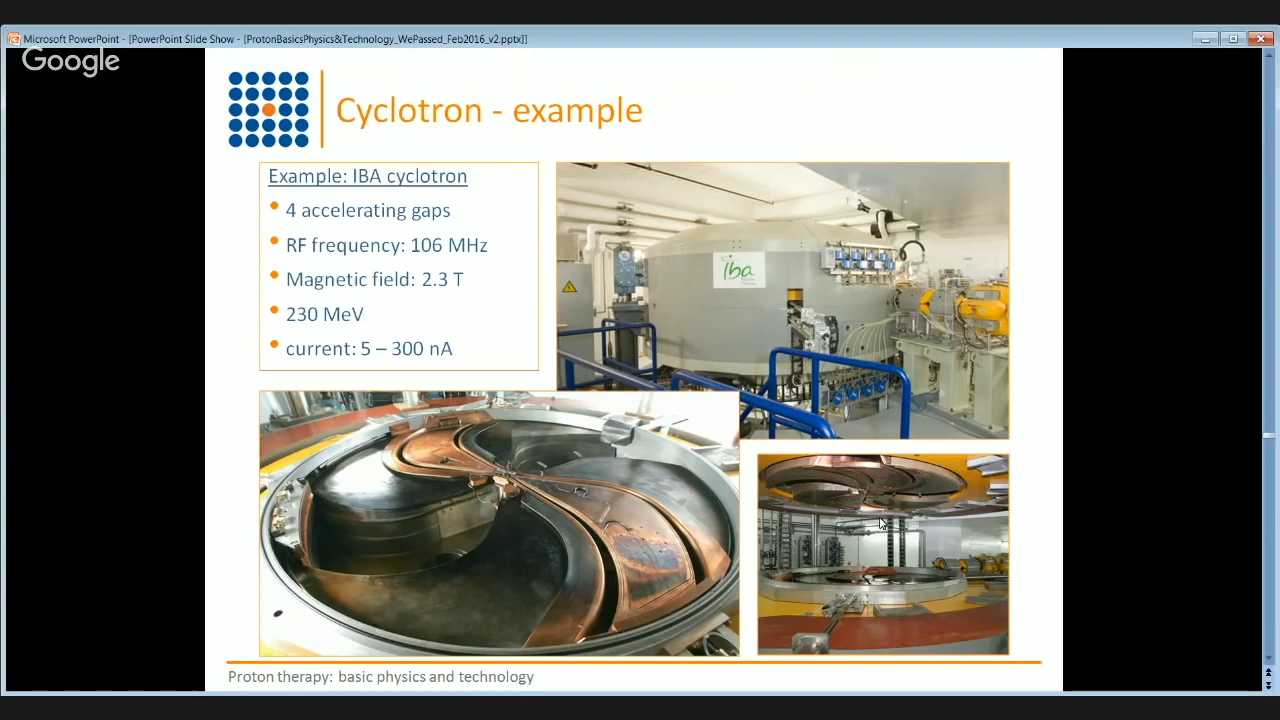 Microsoft PowerPoint - [PowerPoint Slide Show - [ProtonBasicsPhysics&Technology_WePassed_Feb2016_v2.pptx]]
Google
Cyclotron - example
Example: IBA cyclotron
• 4 accelerating gaps
• RF frequency: 106 MHz
• Magnetic field: 2.3 T
• 230 MeV
• current: 5 – 300 nA
iba
Proton therapy: basic physics and technology